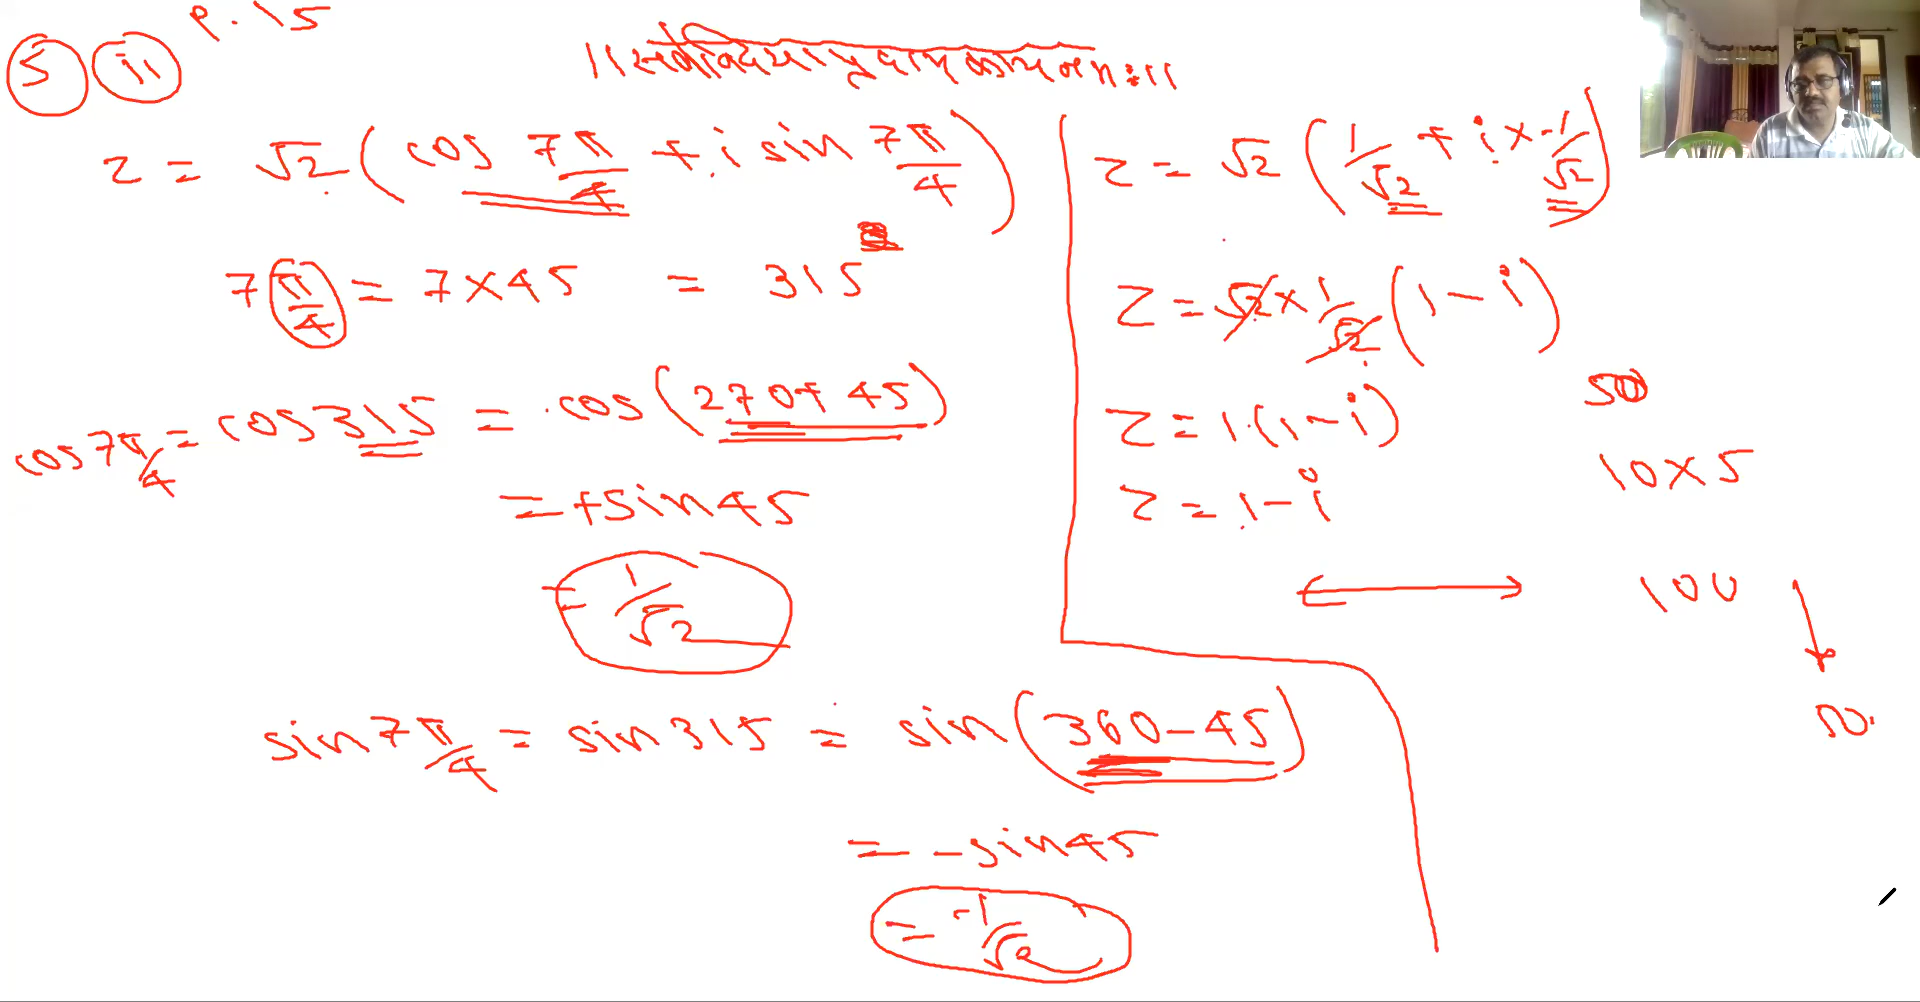 p. 15
5 ii
z = √2 (cos 7π/4 + i sin 7π/4)
7 π/4 = 7 × 45 = 315
cos 7π/4 = cos 315 = cos (270 + 45)
= + sin 45
= 1/√2
sin 7π/4 = sin 315 = sin (360 - 45)
= - sin 45
= -1/√2
z = √2 (1/√2 + i × -1/√2)
z = √2 × 1/√2 (1 - i)
z = 1.(1 - i)
z = 1 - i
50
10 × 5
100
50.